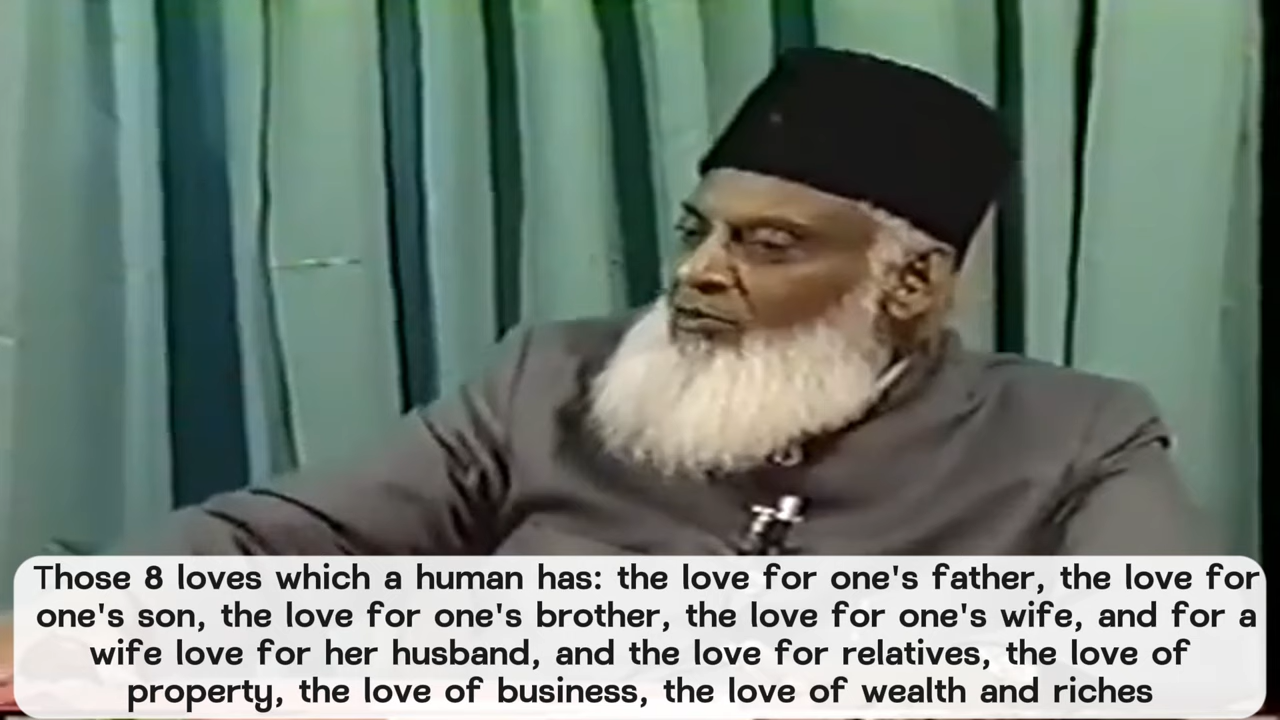 Those 8 loves which a human has: the love for one's father, the love for
one's son, the love for one's brother, the love for one's wife, and for a
wife love for her husband, and the love for relatives, the love of
property, the love of business, the love of wealth and riches